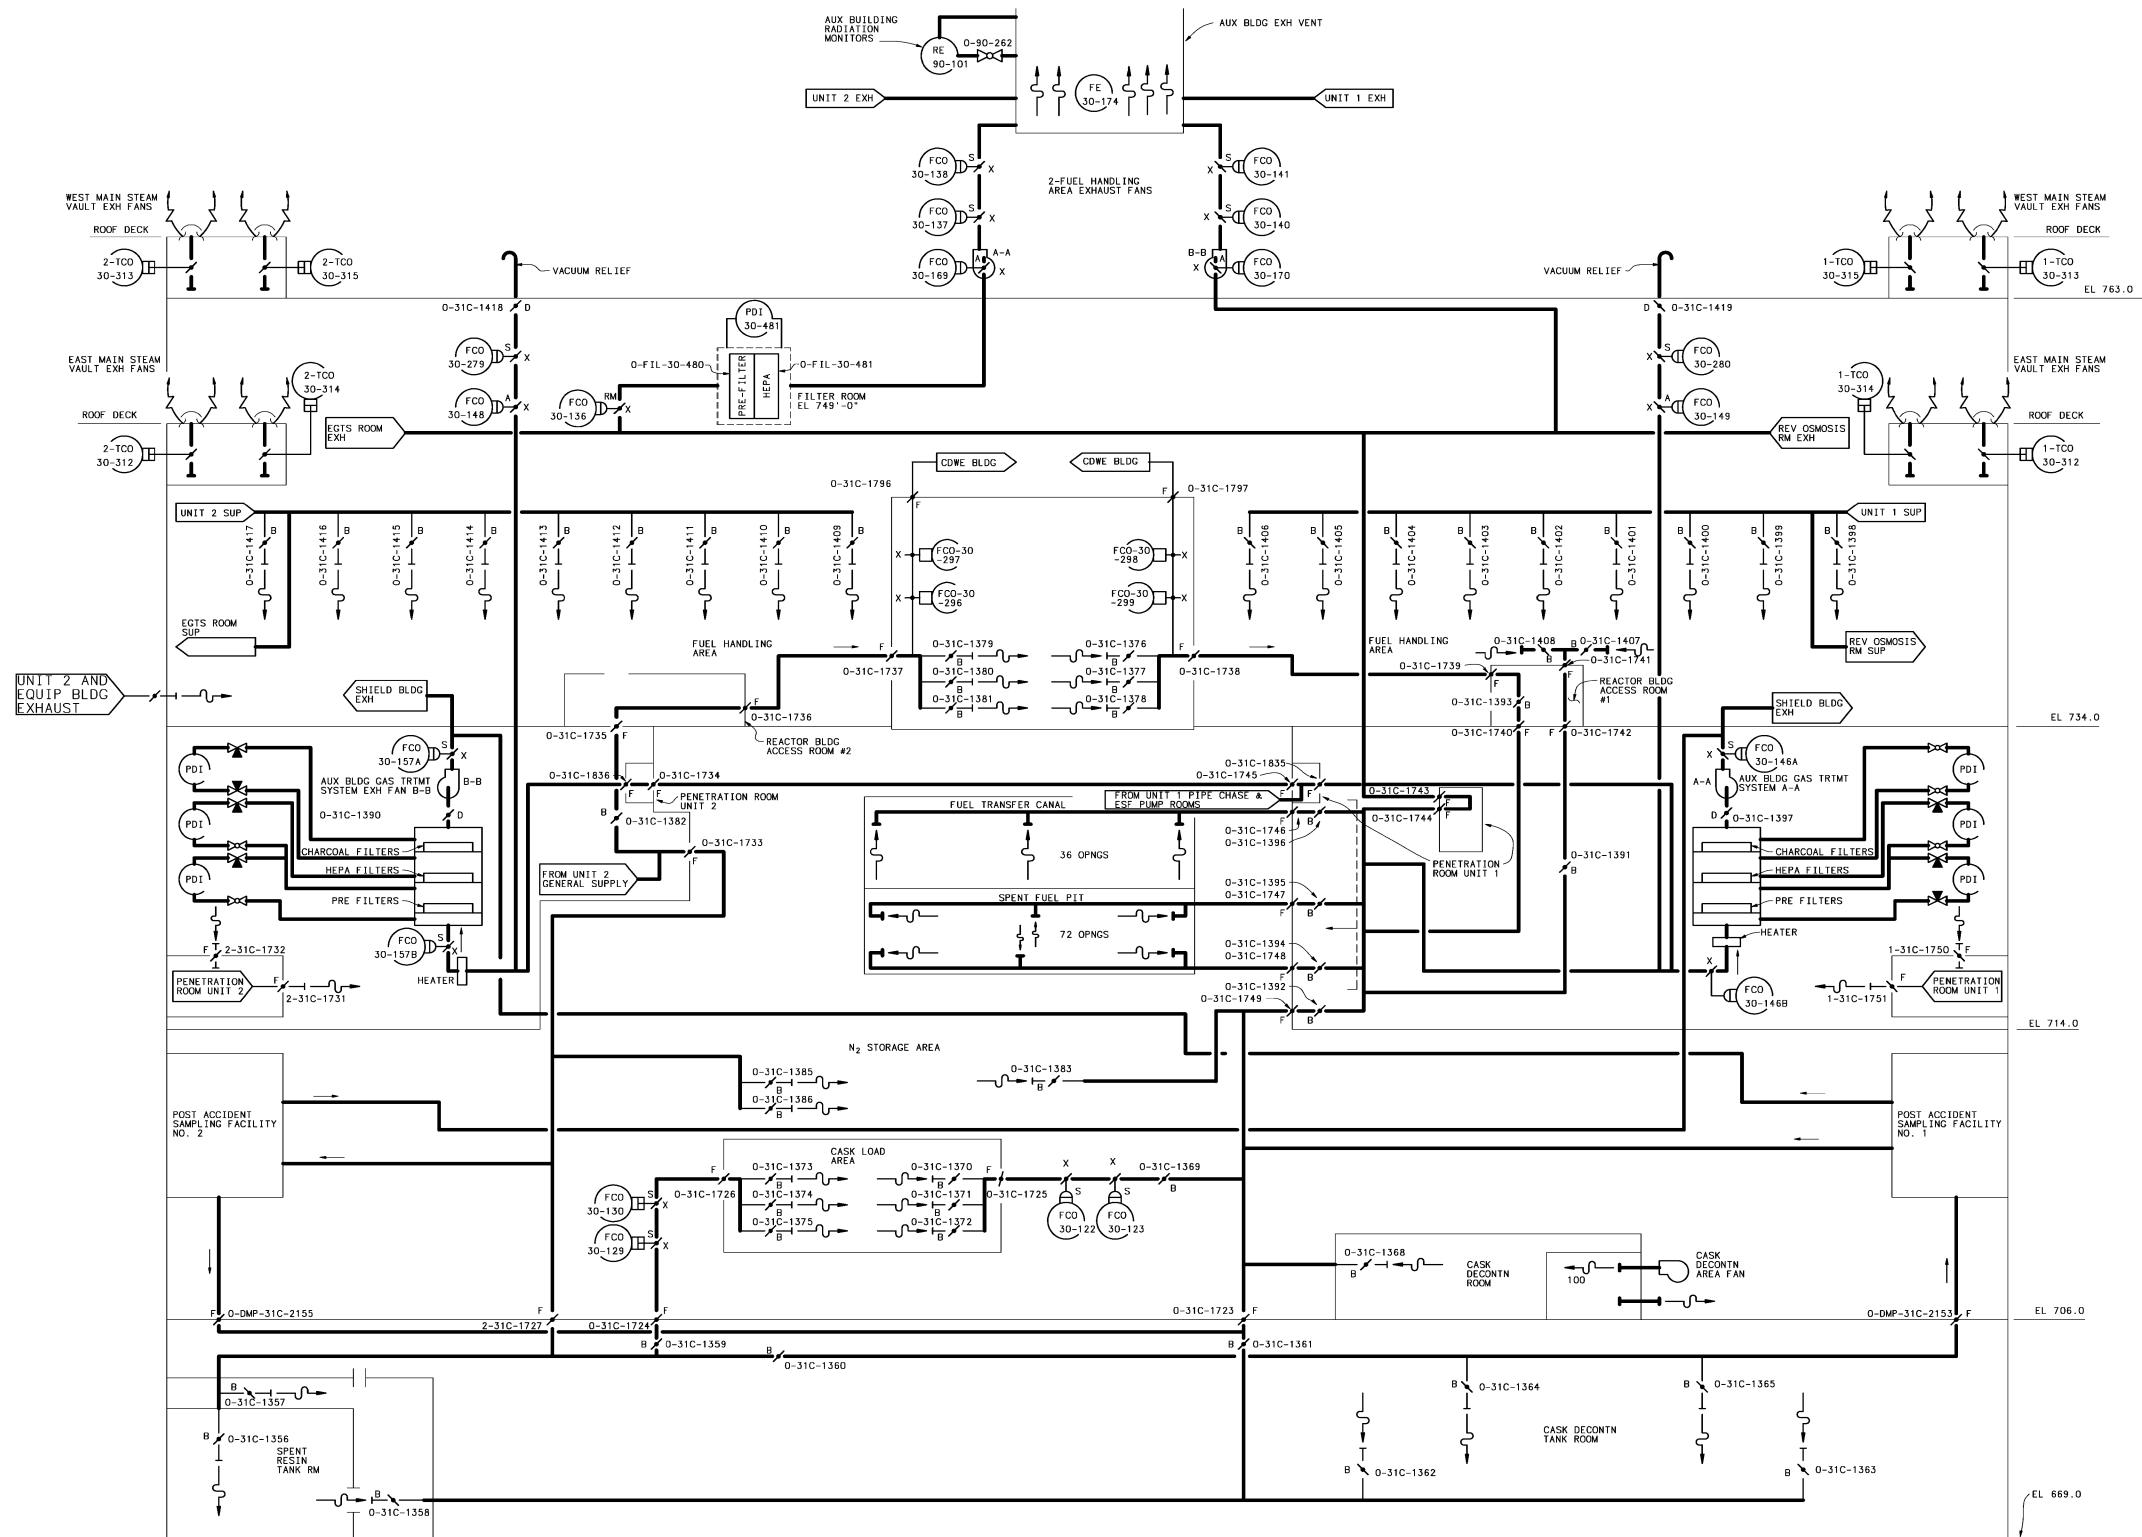 AUX BUILDING
RADIATION
MONITORS
RE
90-101
0-90-262
AUX BLDG EXH VENT
FE
30-174
UNIT 2 EXH
UNIT 1 EXH
FCO
30-138
S
X
S
X
FCO
30-141
2-FUEL HANDLING
AREA EXHAUST FANS
FCO
30-137
S
X
S
X
FCO
30-140
FCO
30-169
A-A
A
X
B-B
A
X
FCO
30-170
WEST MAIN STEAM
VAULT EXH FANS
ROOF DECK
2-TCO
30-313
2-TCO
30-315
VACUUM RELIEF
VACUUM RELIEF
WEST MAIN STEAM
VAULT EXH FANS
ROOF DECK
1-TCO
30-315
1-TCO
30-313
EL 763.0
0-31C-1418
D
D
0-31C-1419
PDI
30-481
FCO
30-279
S
X
S
X
FCO
30-280
0-FIL-30-480
PRE-FILTER
HEPA
0-FIL-30-481
FILTER ROOM
EL 749'-0"
FCO
30-148
A
X
FCO
30-136
RM
X
A
X
FCO
30-149
EAST MAIN STEAM
VAULT EXH FANS
2-TCO
30-314
ROOF DECK
2-TCO
30-312
EAST MAIN STEAM
VAULT EXH FANS
1-TCO
30-314
ROOF DECK
1-TCO
30-312
EGTS ROOM
EXH
REV OSMOSIS
RM EXH
CDWE BLDG
CDWE BLDG
0-31C-1796
F
F
0-31C-1797
UNIT 2 SUP
UNIT 1 SUP
B
0-31C-1417
B
0-31C-1416
B
0-31C-1415
B
0-31C-1414
B
0-31C-1413
B
0-31C-1412
B
0-31C-1411
B
0-31C-1410
B
0-31C-1409
X
FCO-30
-297
FCO-30
-298
X
X
FCO-30
-296
FCO-30
-299
X
B
0-31C-1406
B
0-31C-1405
B
0-31C-1404
B
0-31C-1403
B
0-31C-1402
B
0-31C-1401
B
0-31C-1400
B
0-31C-1399
B
0-31C-1398
EGTS ROOM
SUP
REV OSMOSIS
RM SUP
FUEL HANDLING
AREA
F
0-31C-1737
0-31C-1379
B
0-31C-1380
B
0-31C-1381
B
0-31C-1376
B
0-31C-1377
B
0-31C-1378
B
F
0-31C-1738
FUEL HANDLING
AREA
0-31C-1408
B
B
0-31C-1407
0-31C-1739
F
0-31C-1741
F
0-31C-1393
B
REACTOR BLDG
ACCESS ROOM
#1
UNIT 2 AND
EQUIP BLDG
EXHAUST
SHIELD BLDG
EXH
SHIELD BLDG
EXH
F
0-31C-1736
0-31C-1735
F
REACTOR BLDG
ACCESS ROOM #2
0-31C-1740
F
F
0-31C-1742
EL 734.0
PDI
PDI
PDI
FCO
30-157A
S
X
AUX BLDG GAS TRTMT
SYSTEM EXH FAN B-B
B-B
0-31C-1390
D
CHARCOAL FILTERS
HEPA FILTERS
PRE FILTERS
FCO
30-157B
S
X
HEATER
0-31C-1836
F
0-31C-1734
F
PENETRATION ROOM
UNIT 2
B
0-31C-1382
0-31C-1733
F
FROM UNIT 2
GENERAL SUPPLY
0-31C-1835
0-31C-1745
F
F
FROM UNIT 1 PIPE CHASE &
ESF PUMP ROOMS
FUEL TRANSFER CANAL
36 OPNGS
0-31C-1746
0-31C-1396
F
B
0-31C-1743
F
0-31C-1744
F
PENETRATION
ROOM UNIT 1
0-31C-1391
B
SPENT FUEL PIT
72 OPNGS
0-31C-1395
0-31C-1747
F
B
0-31C-1394
0-31C-1748
F
B
0-31C-1392
0-31C-1749
F
B
X
S
FCO
30-146A
A-A
AUX BLDG GAS TRTMT
SYSTEM A-A
D
0-31C-1397
CHARCOAL FILTERS
HEPA FILTERS
PRE FILTERS
HEATER
X
FCO
30-146B
PDI
PDI
PDI
F
2-31C-1732
PENETRATION
ROOM UNIT 2
F
2-31C-1731
1-31C-1750
F
F
1-31C-1751
PENETRATION
ROOM UNIT 1
EL 714.0
N2 STORAGE AREA
0-31C-1385
B
0-31C-1386
B
0-31C-1383
B
POST ACCIDENT
SAMPLING FACILITY
NO. 2
POST ACCIDENT
SAMPLING FACILITY
NO. 1
CASK LOAD
AREA
F
0-31C-1726
0-31C-1373
B
0-31C-1374
B
0-31C-1375
B
0-31C-1370
B
0-31C-1371
B
0-31C-1372
B
F
0-31C-1725
X
S
FCO
30-122
X
S
FCO
30-123
0-31C-1369
B
FCO
30-130
S
X
FCO
30-129
S
X
0-31C-1368
B
CASK
DECONTN
ROOM
100
CASK
DECONTN
AREA FAN
F
0-DMP-31C-2155
F
2-31C-1727
F
0-31C-1724
0-31C-1723
F
0-DMP-31C-2153
F
EL 706.0
B
0-31C-1359
B
0-31C-1360
B
0-31C-1361
B
0-31C-1357
B
0-31C-1356
SPENT
RESIN
TANK RM
B
0-31C-1358
B
0-31C-1364
B
0-31C-1365
CASK DECONTN
TANK ROOM
B
0-31C-1362
B
0-31C-1363
EL 669.0